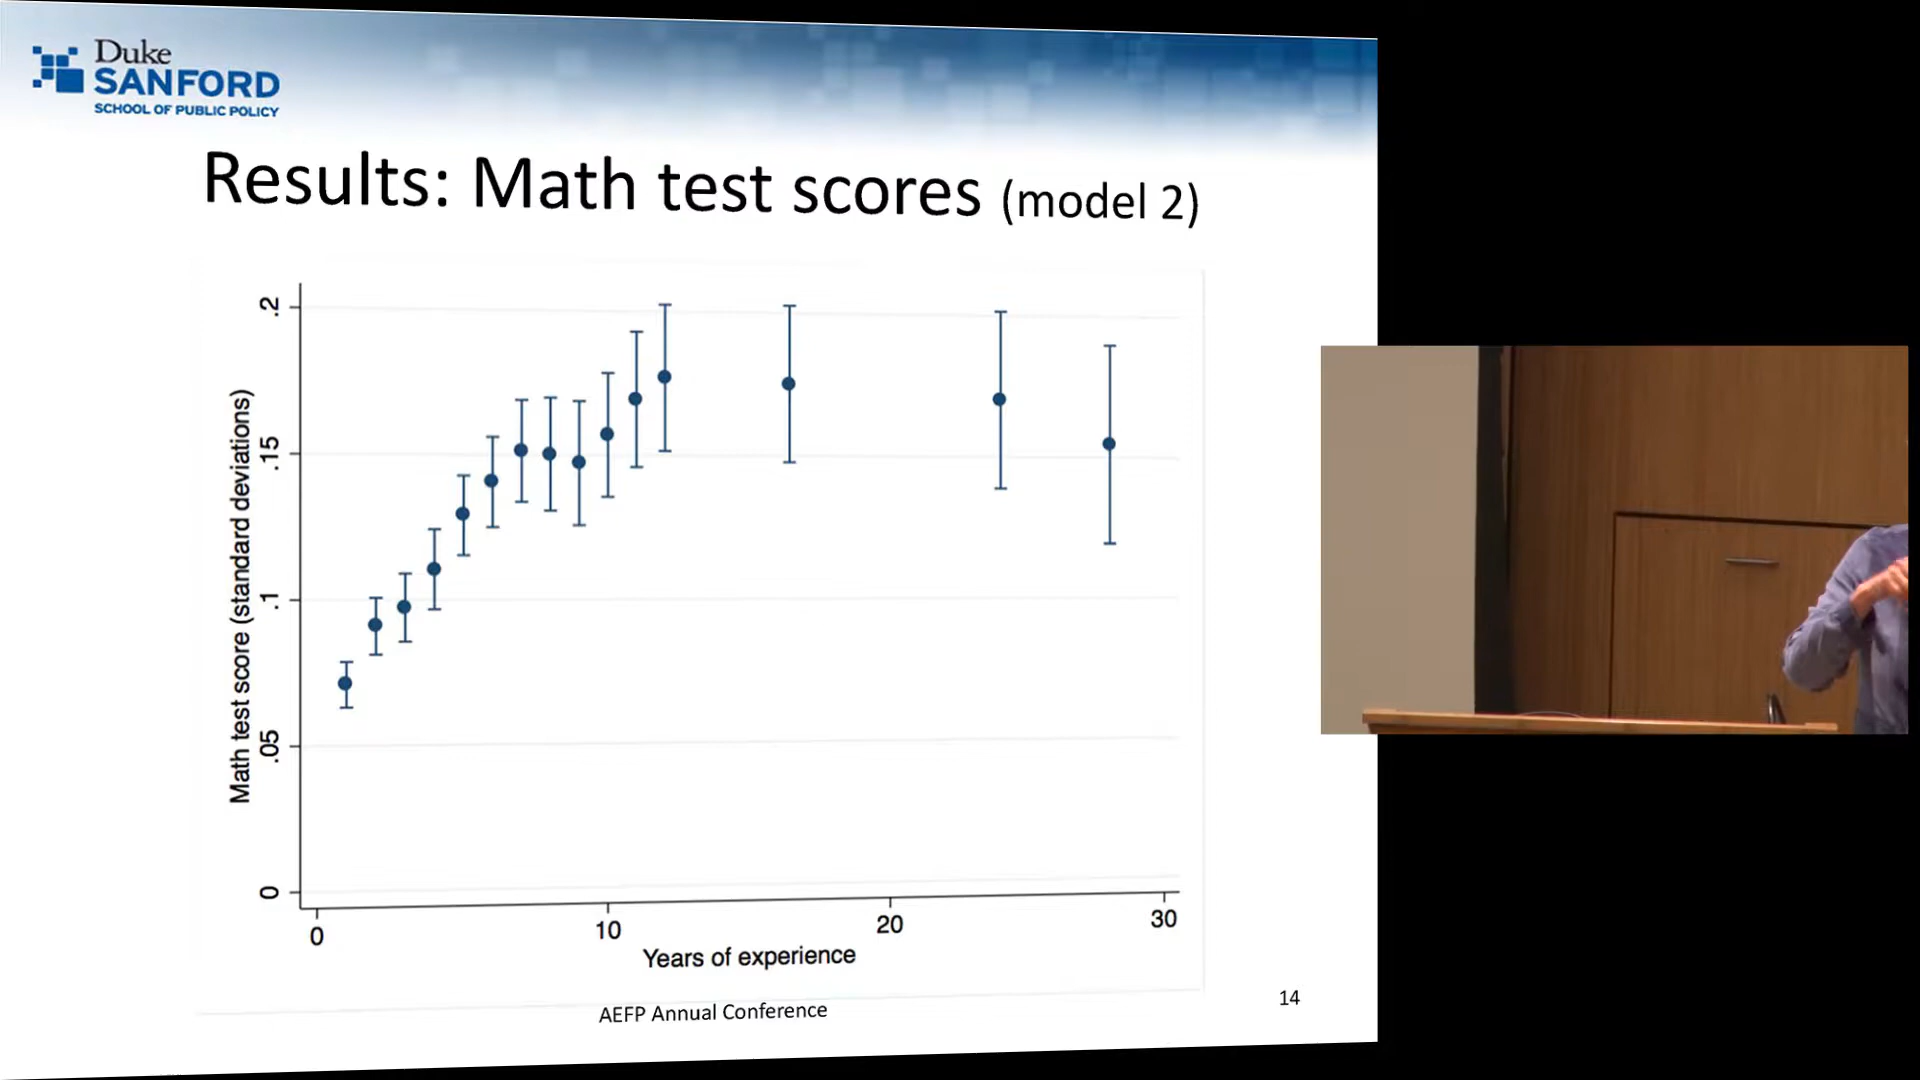 Duke
SANFORD
SCHOOL OF PUBLIC POLICY
Results: Math test scores (model 2)
Math test score (standard deviations)
.2
.15
.1
.05
0
0
10
20
30
Years of experience
AEFP Annual Conference
14